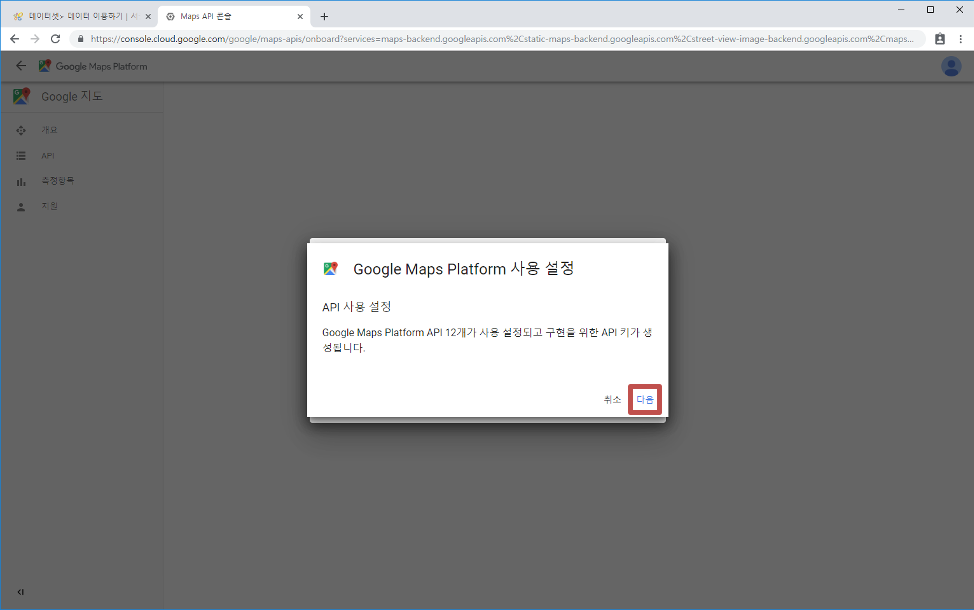 데이터셋> 데이터 이용하기 | 시
Maps API 콘솔
https://console.cloud.google.com/google/maps-apis/onboard?services=maps-backend.googleapis.com%2Cstatic-maps-backend.googleapis.com%2Cstreet-view-image-backend.googleapis.com%2Cmaps...
Google Maps Platform
Google 지도
개요
API
측정항목
지원
Google Maps Platform 사용 설정
API 사용 설정
Google Maps Platform API 12개가 사용 설정되고 구현을 위한 API 키가 생
성됩니다.
취소
다음